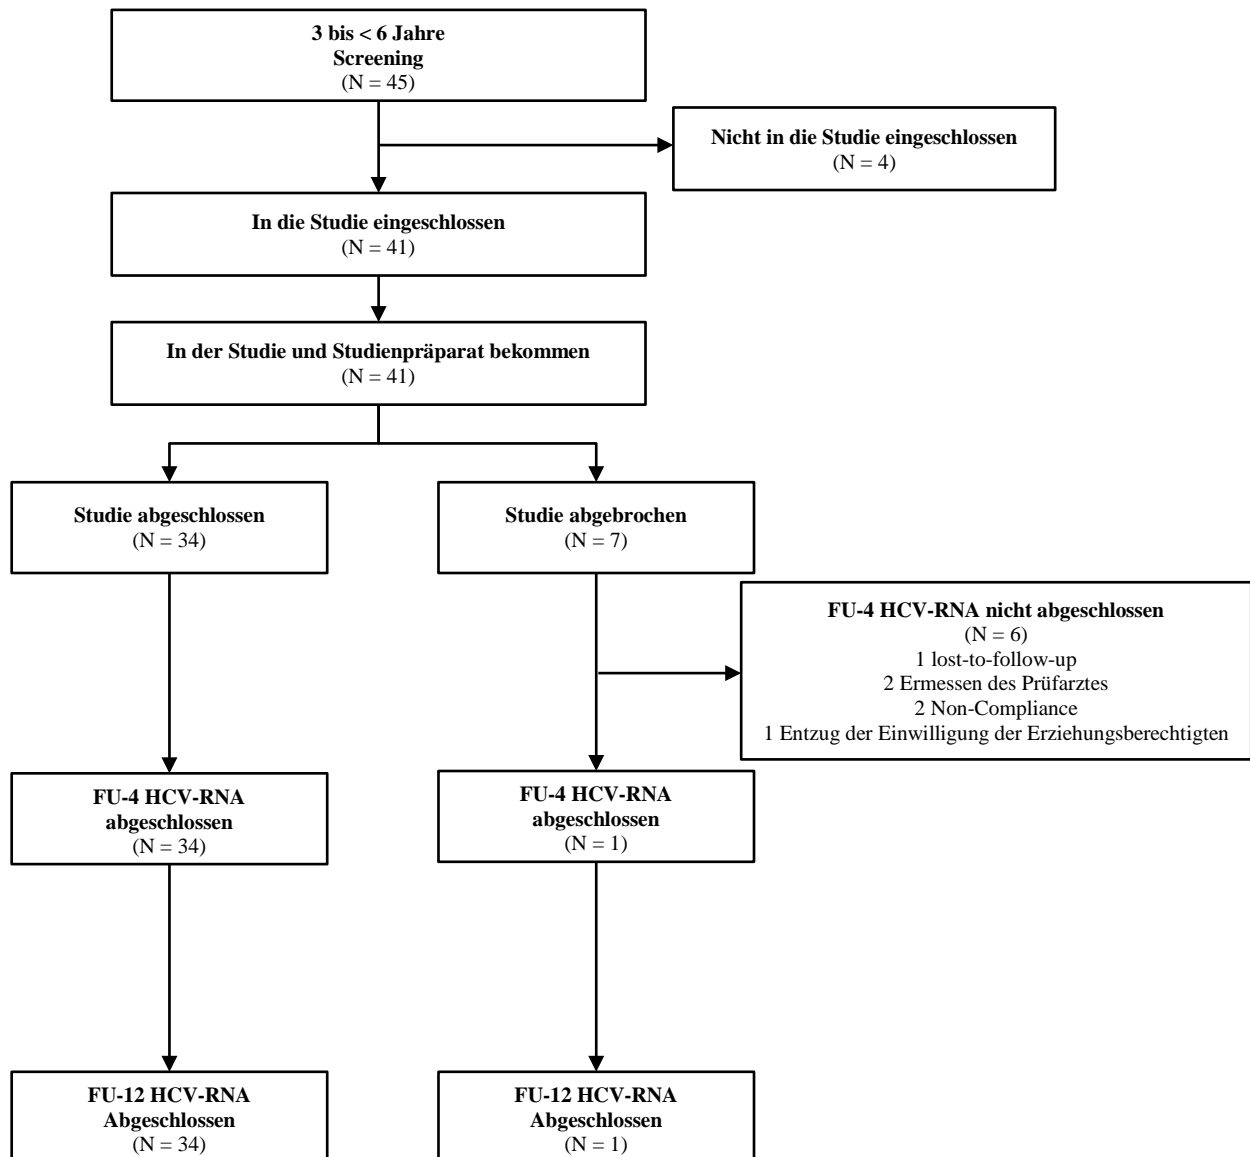 3 bis < 6 Jahre
Screening
(N = 45)
Nicht in die Studie eingeschlossen
(N = 4)
In die Studie eingeschlossen
(N = 41)
In der Studie und Studienpräparat bekommen
(N = 41)
Studie abgeschlossen
(N = 34)
Studie abgebrochen
(N = 7)
FU-4 HCV-RNA nicht abgeschlossen
(N = 6)
1 lost-to-follow-up
2 Ermessen des Prüfarztes
2 Non-Compliance
1 Entzug der Einwilligung der Erziehungsberechtigten
FU-4 HCV-RNA
abgeschlossen
(N = 34)
FU-4 HCV-RNA
abgeschlossen
(N = 1)
FU-12 HCV-RNA
Abgeschlossen
(N = 34)
FU-12 HCV-RNA
Abgeschlossen
(N = 1)